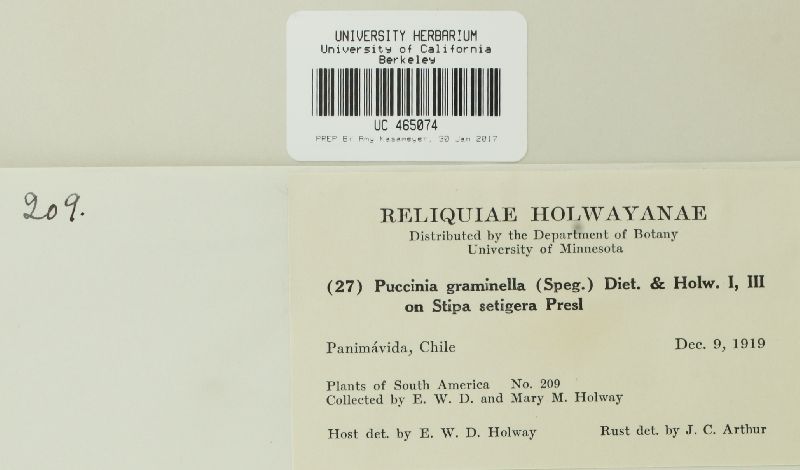 UNIVERSITY HERBARIUM
University of California
Berkeley
UC 465074
PREP By Amy Kasameyer, 30 Jan 2017
209.
RELIQUIAE HOLWAYANAE
Distributed by the Department of Botany
University of Minnesota
(27) Puccinia graminella (Speg.) Diet. & Holw. I, III
on Stipa setigera Presl
Panimávida, Chile Dec. 9, 1919
Plants of South America No. 209
Collected by E. W. D. and Mary M. Holway
Host det. by E. W. D. Holway Rust det. by J. C. Arthur